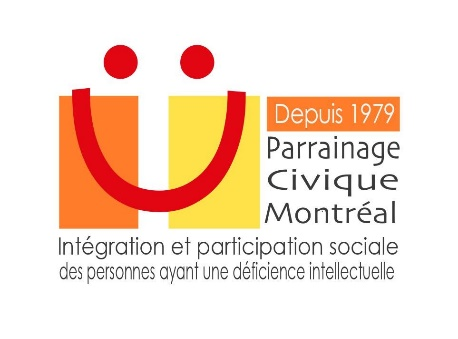 Depuis 1979
Parrainage
Civique
Montréal
Intégration et participation sociale
des personnes ayant une déficience intellectuelle